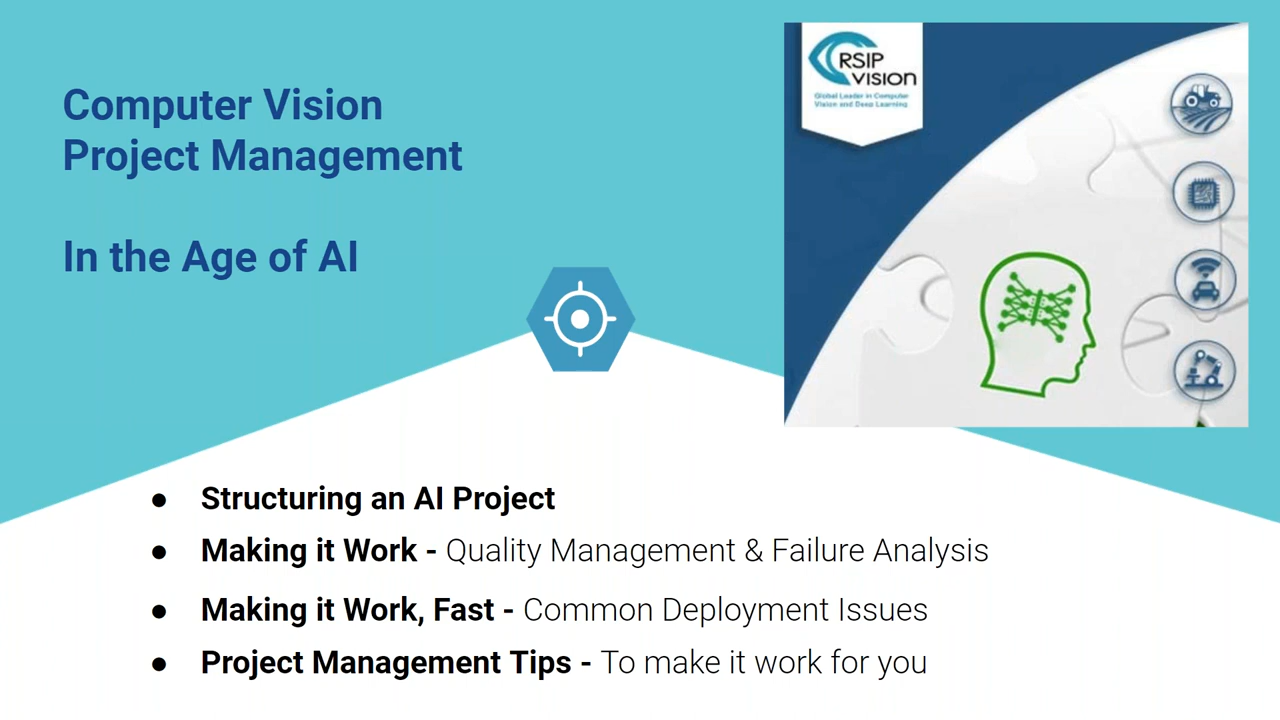 Computer Vision
Project Management
In the Age of AI
RSIP
VISION
Global Leader in Computer
Vision and Deep Learning
● Structuring an AI Project
● Making it Work - Quality Management & Failure Analysis
● Making it Work, Fast - Common Deployment Issues
● Project Management Tips - To make it work for you